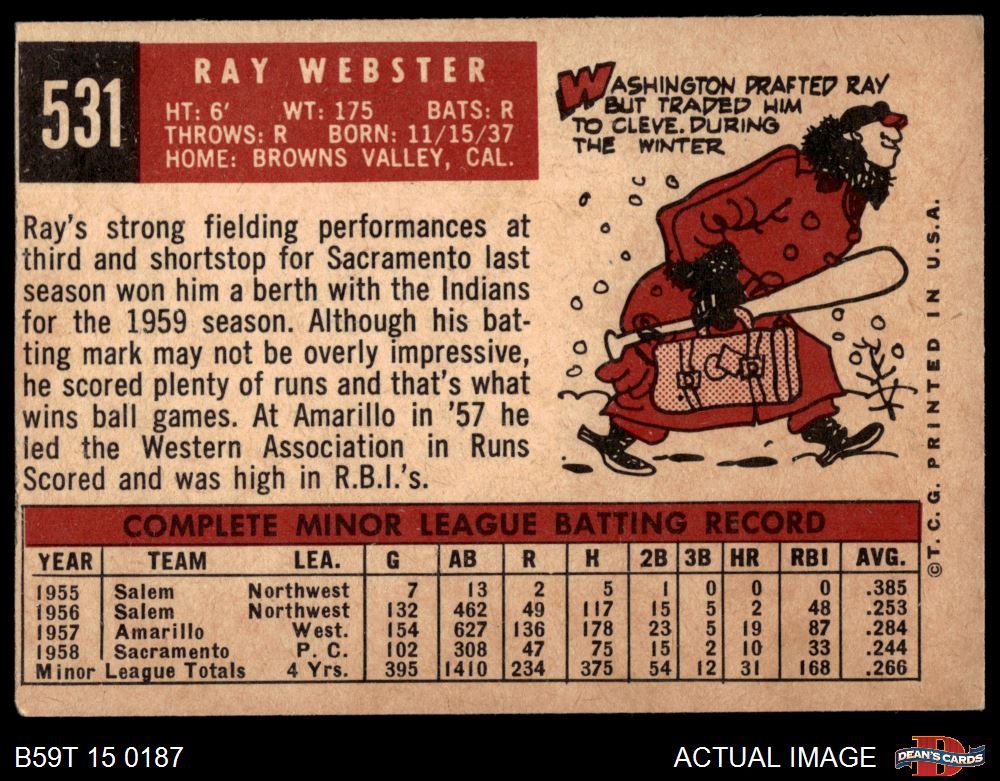 531
RAY WEBSTER
HT: 6' WT: 175 BATS: R
THROWS: R BORN: 11/15/37
HOME: BROWNS VALLEY, CAL.
WASHINGTON DRAFTED RAY
BUT TRADED HIM
TO CLEVE. DURING
THE WINTER
Ray's strong fielding performances at
third and shortstop for Sacramento last
season won him a berth with the Indians
for the 1959 season. Although his bat-
ting mark may not be overly impressive,
he scored plenty of runs and that's what
wins ball games. At Amarillo in '57 he
led the Western Association in Runs
Scored and was high in R.B.I.'s.
©T. C. G. PRINTED IN U.S.A.
COMPLETE MINOR LEAGUE BATTING RECORD
YEAR TEAM LEA. G AB R H 2B 3B HR RBI AVG.
1955 Salem Northwest 7 13 2 5 1 0 0 0 .385
1956 Salem Northwest 132 462 49 117 15 5 2 48 .253
1957 Amarillo West. 154 627 136 178 23 5 19 87 .284
1958 Sacramento P. C. 102 308 47 75 15 2 10 33 .244
Minor League Totals 4 Yrs. 395 1410 234 375 54 12 31 168 .266
B59T 15 0187
ACTUAL IMAGE
DEAN'S CARDS